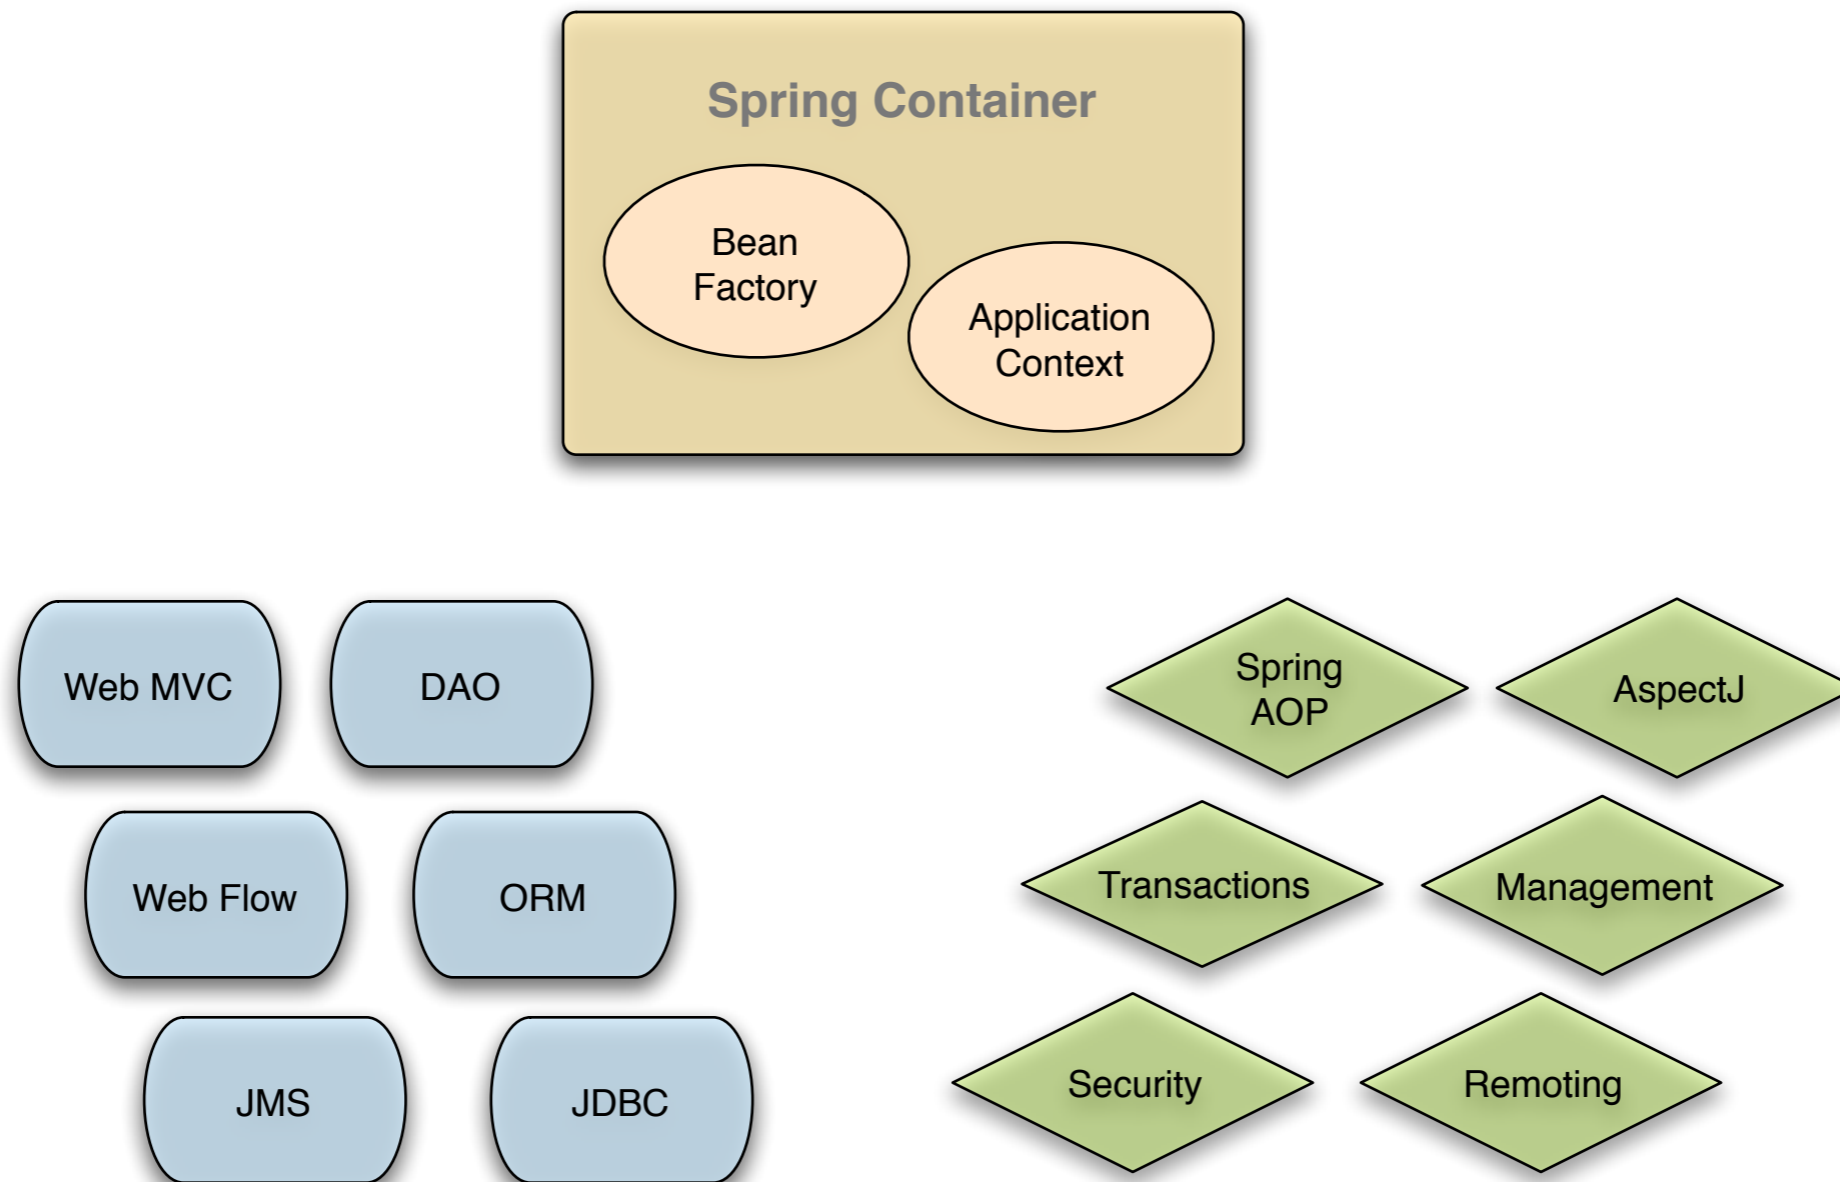 Spring Container
Bean
Factory
Application
Context
Web MVC
DAO
Spring
AOP
AspectJ
Web Flow
ORM
Transactions
Management
JMS
JDBC
Security
Remoting